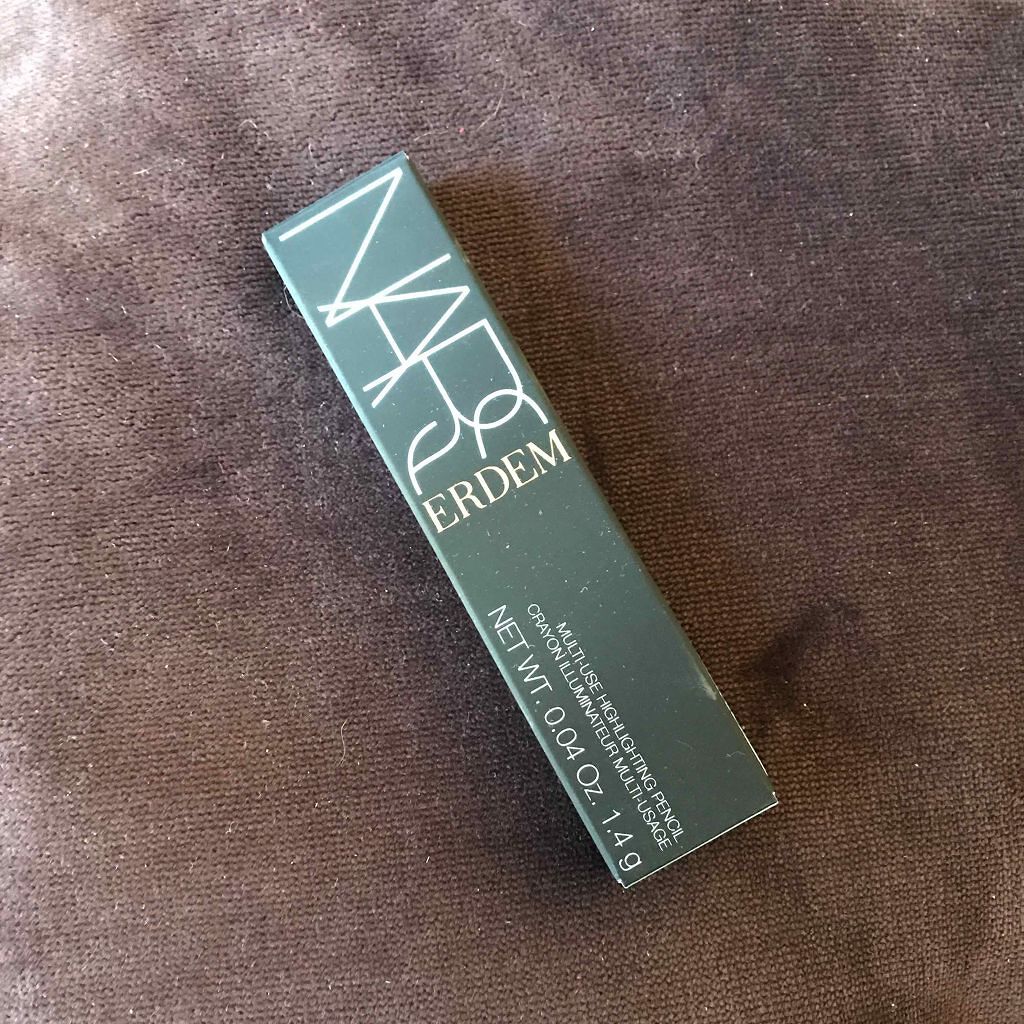 NARS
ERDEM
MULTI-USE HIGHLIGHTING PENCIL
CRAYON ILLUMINATEUR MULTI-USAGE
NET WT. 0.04 Oz. 1.4 g